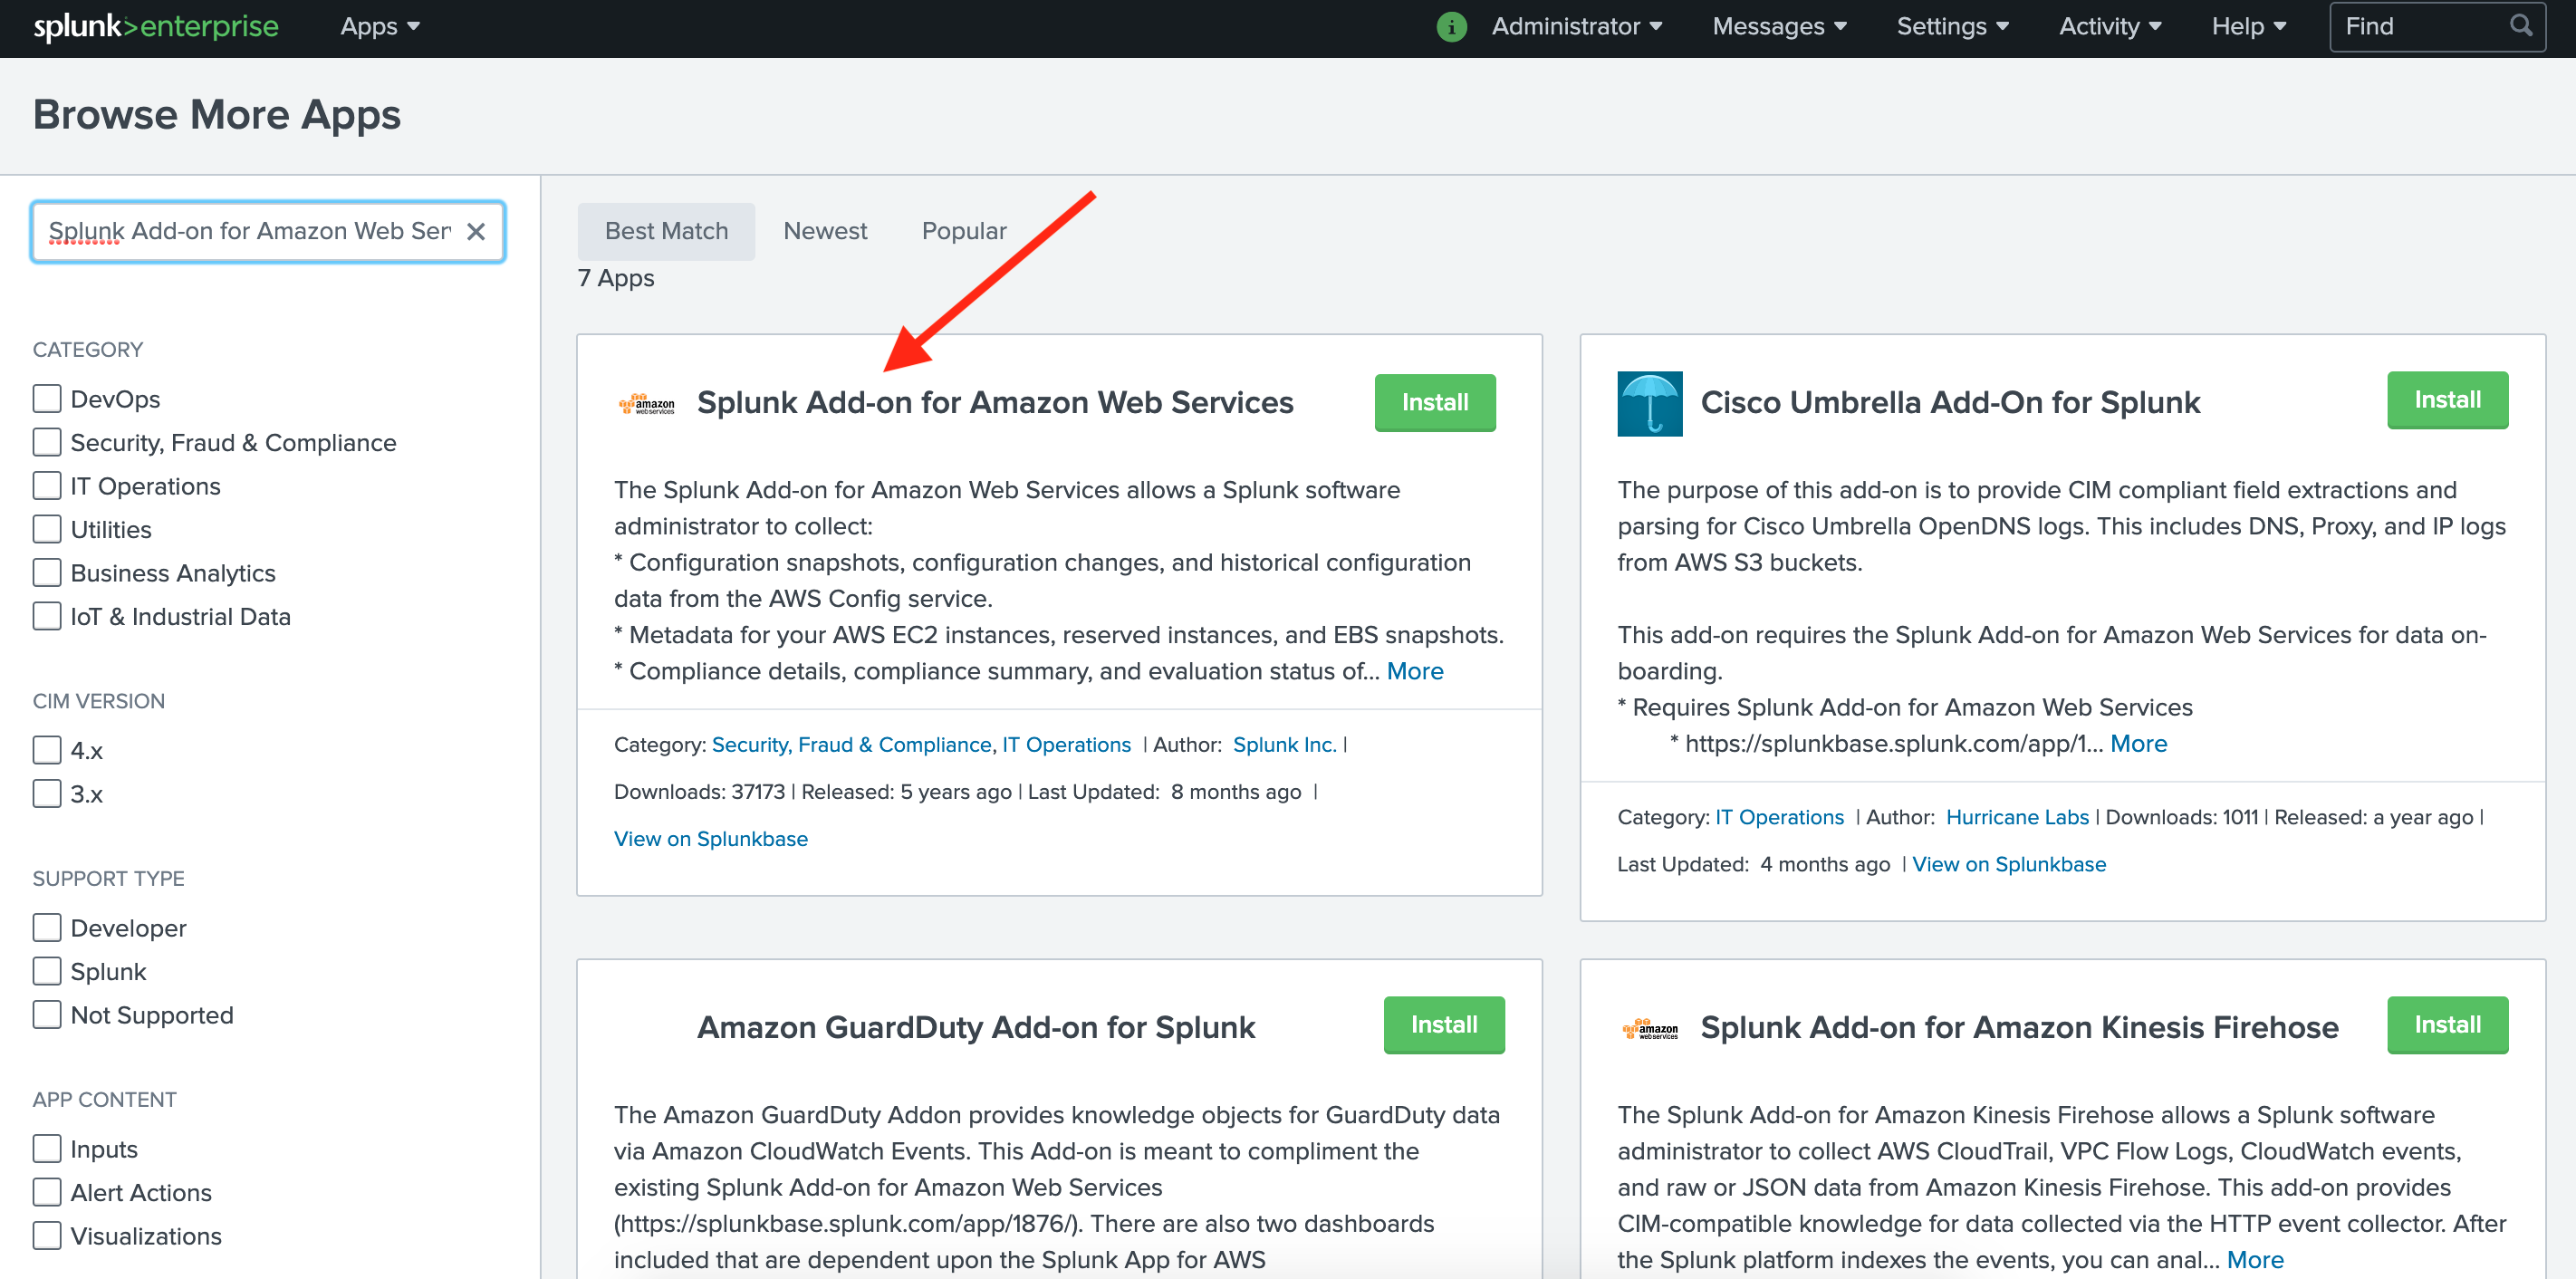 splunk>enterprise
Apps
i
Administrator
Messages
Settings
Activity
Help
Find
Browse More Apps
Splunk Add-on for Amazon Web Ser
Best Match
Newest
Popular
7 Apps
CATEGORY
DevOps
Security, Fraud & Compliance
IT Operations
Utilities
Business Analytics
IoT & Industrial Data
CIM VERSION
4.x
3.x
SUPPORT TYPE
Developer
Splunk
Not Supported
APP CONTENT
Inputs
Alert Actions
Visualizations
amazon
webservices
Splunk Add-on for Amazon Web Services
Install
The Splunk Add-on for Amazon Web Services allows a Splunk software
administrator to collect:
* Configuration snapshots, configuration changes, and historical configuration
data from the AWS Config service.
* Metadata for your AWS EC2 instances, reserved instances, and EBS snapshots.
* Compliance details, compliance summary, and evaluation status of... More
Category: Security, Fraud & Compliance, IT Operations | Author: Splunk Inc. |
Downloads: 37173 | Released: 5 years ago | Last Updated: 8 months ago |
View on Splunkbase
Cisco Umbrella Add-On for Splunk
Install
The purpose of this add-on is to provide CIM compliant field extractions and
parsing for Cisco Umbrella OpenDNS logs. This includes DNS, Proxy, and IP logs
from AWS S3 buckets.
This add-on requires the Splunk Add-on for Amazon Web Services for data on-
boarding.
* Requires Splunk Add-on for Amazon Web Services
* https://splunkbase.splunk.com/app/1... More
Category: IT Operations | Author: Hurricane Labs | Downloads: 1011 | Released: a year ago |
Last Updated: 4 months ago | View on Splunkbase
Amazon GuardDuty Add-on for Splunk
Install
The Amazon GuardDuty Addon provides knowledge objects for GuardDuty data
via Amazon CloudWatch Events. This Add-on is meant to compliment the
existing Splunk Add-on for Amazon Web Services
(https://splunkbase.splunk.com/app/1876/). There are also two dashboards
included that are dependent upon the Splunk App for AWS
amazon
webservices
Splunk Add-on for Amazon Kinesis Firehose
Install
The Splunk Add-on for Amazon Kinesis Firehose allows a Splunk software
administrator to collect AWS CloudTrail, VPC Flow Logs, CloudWatch events,
and raw or JSON data from Amazon Kinesis Firehose. This add-on provides
CIM-compatible knowledge for data collected via the HTTP event collector. After
the Splunk platform indexes the events, you can anal... More